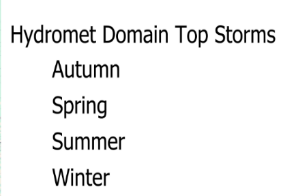 Hydromet Domain Top Storms
Autumn
Spring
Summer
Winter